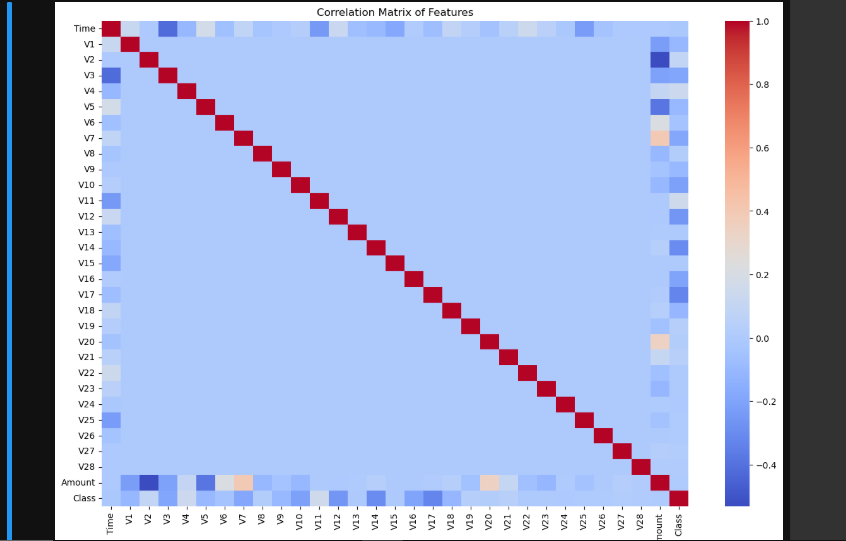 Correlation Matrix of Features
Time
V1
V2
V3
V4
V5
V6
V7
V8
V9
V10
V11
V12
V13
V14
V15
V16
V17
V18
V19
V20
V21
V22
V23
V24
V25
V26
V27
V28
Amount
Class
Time V1 V2 V3 V4 V5 V6 V7 V8 V9 V10 V11 V12 V13 V14 V15 V16 V17 V18 V19 V20 V21 V22 V23 V24 V25 V26 V27 V28 mount Class
1.0
0.8
0.6
0.4
0.2
0.0
−0.2
−0.4